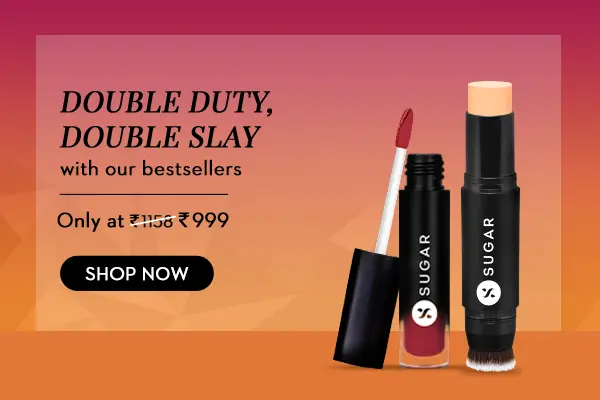 DOUBLE DUTY,
DOUBLE SLAY
with our bestsellers
Only at ₹1158 ₹999
SHOP NOW
SUGAR
SUGAR